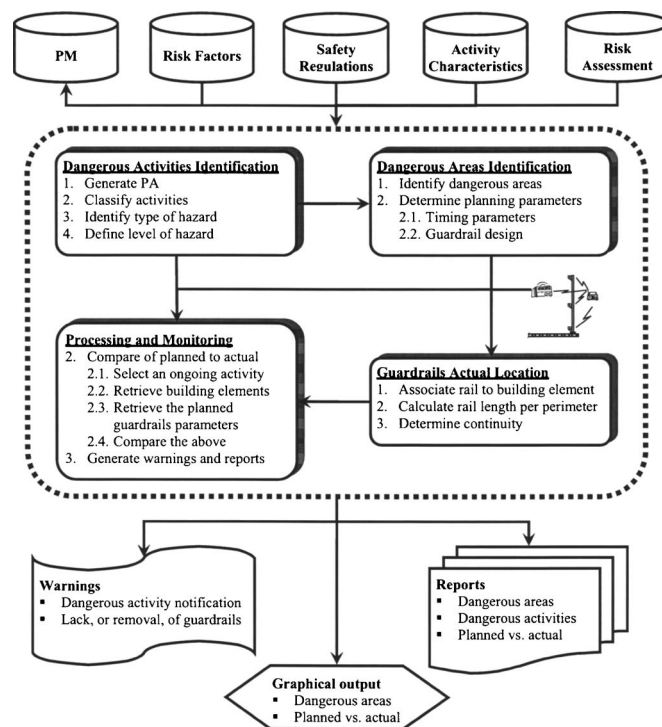 PM
Risk Factors
Safety
Regulations
Activity
Characteristics
Risk
Assessment
Dangerous Activities Identification
1. Generate PA
2. Classify activities
3. Identify type of hazard
4. Define level of hazard
Dangerous Areas Identification
1. Identify dangerous areas
2. Determine planning parameters
2.1. Timing parameters
2.2. Guardrail design
Processing and Monitoring
2. Compare of planned to actual
2.1. Select an ongoing activity
2.2. Retrieve building elements
2.3. Retrieve the planned
guardrails parameters
2.4. Compare the above
3. Generate warnings and reports
Guardrails Actual Location
1. Associate rail to building element
2. Calculate rail length per perimeter
3. Determine continuity
Warnings
▪ Dangerous activity notification
▪ Lack, or removal, of guardrails
Reports
▪ Dangerous areas
▪ Dangerous activities
▪ Planned vs. actual
Graphical output
▪ Dangerous areas
▪ Planned vs. actual